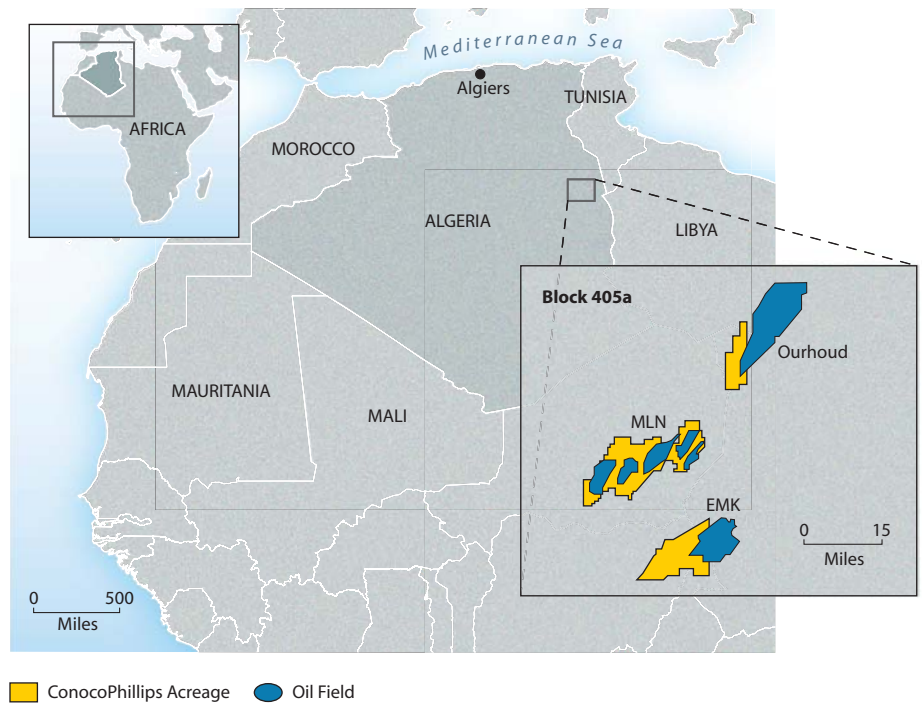 Mediterranean Sea
Algiers
TUNISIA
AFRICA
MOROCCO
ALGERIA
LIBYA
Block 405a
Ourhoud
MAURITANIA
MALI
MLN
EMK
0 15
Miles
0 500
Miles
ConocoPhillips Acreage
Oil Field